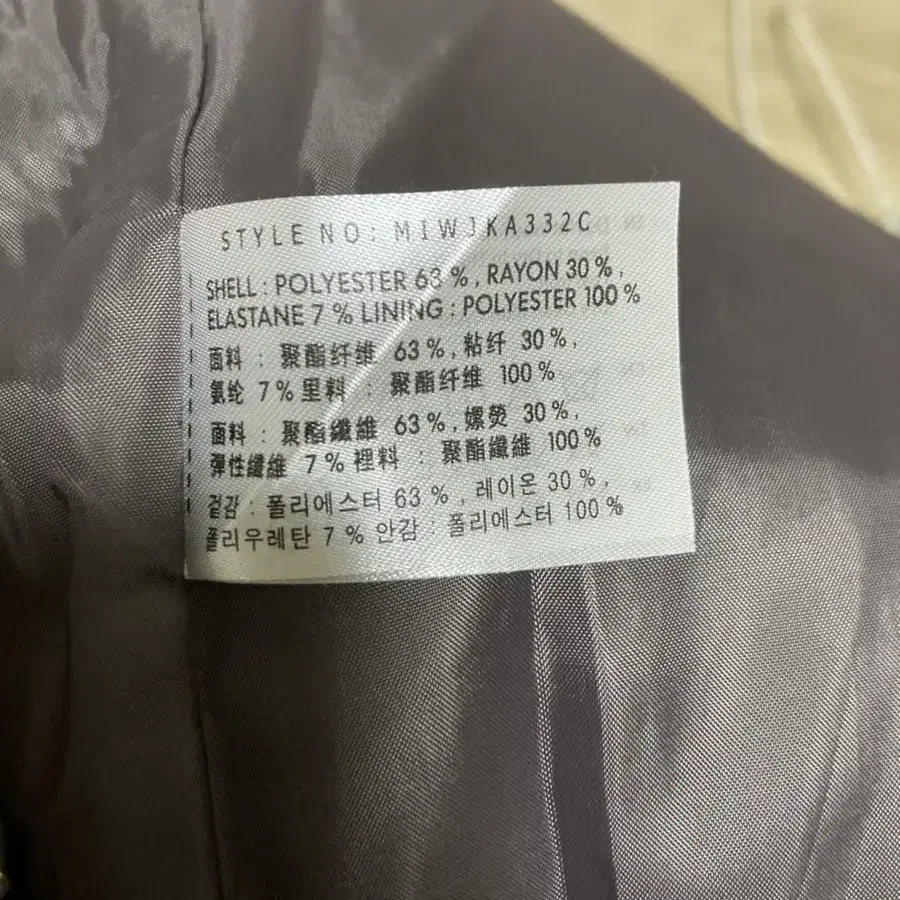 STYLE NO: MIWJKA332C
SHELL : POLYESTER 63 % , RAYON 30 % ,
ELASTANE 7 % LINING : POLYESTER 100 %
面料 : 聚酯纤维 63 % , 粘纤 30 % ,
氨纶 7 % 里料 : 聚酯纤维 100 %
面料 : 聚酯纖維 63 % , 嫘熒 30 % ,
彈性纖維 7 % 裡料 : 聚酯纖維 100 %
겉감 : 폴리에스터 63 % , 레이온 30 % ,
폴리우레탄 7 % 안감 : 폴리에스터 100 %